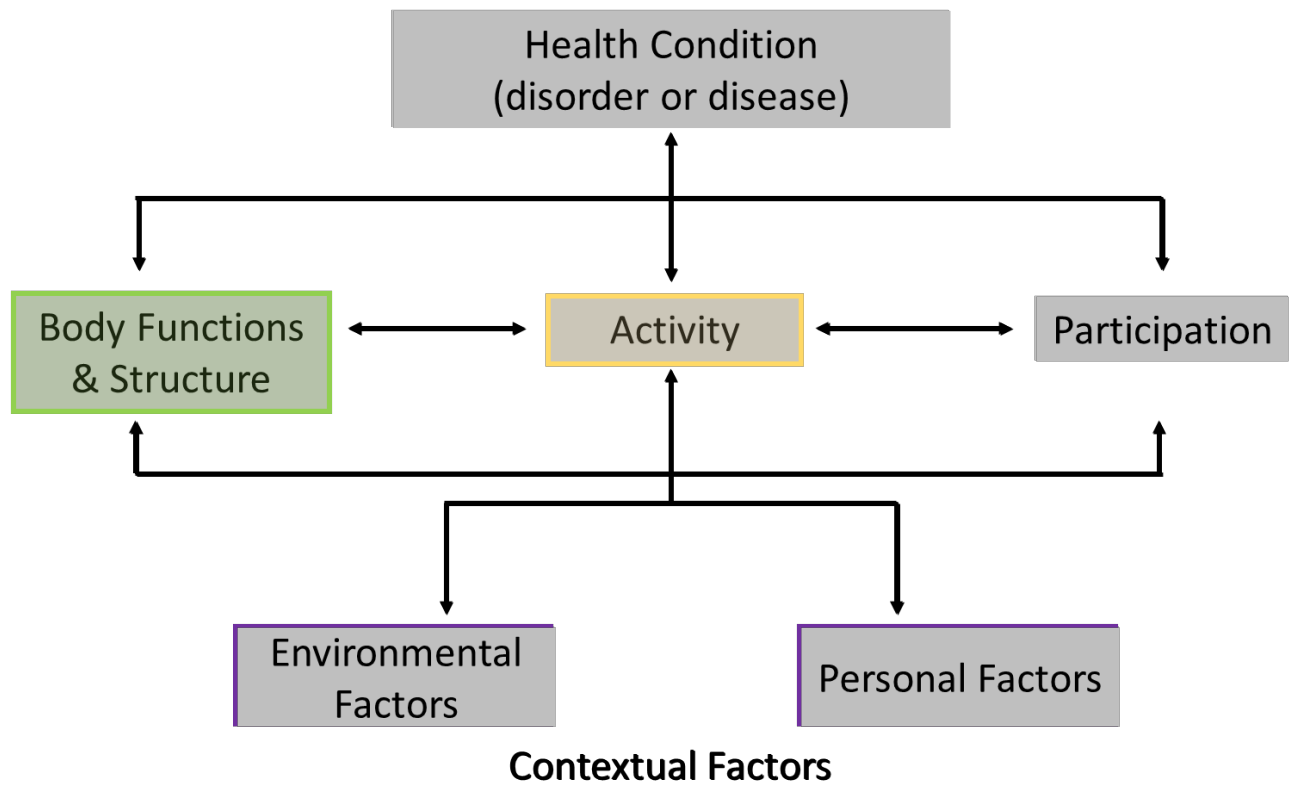 Health Condition
(disorder or disease)
Body Functions
& Structure
Activity
Participation
Environmental
Factors
Personal Factors
Contextual Factors